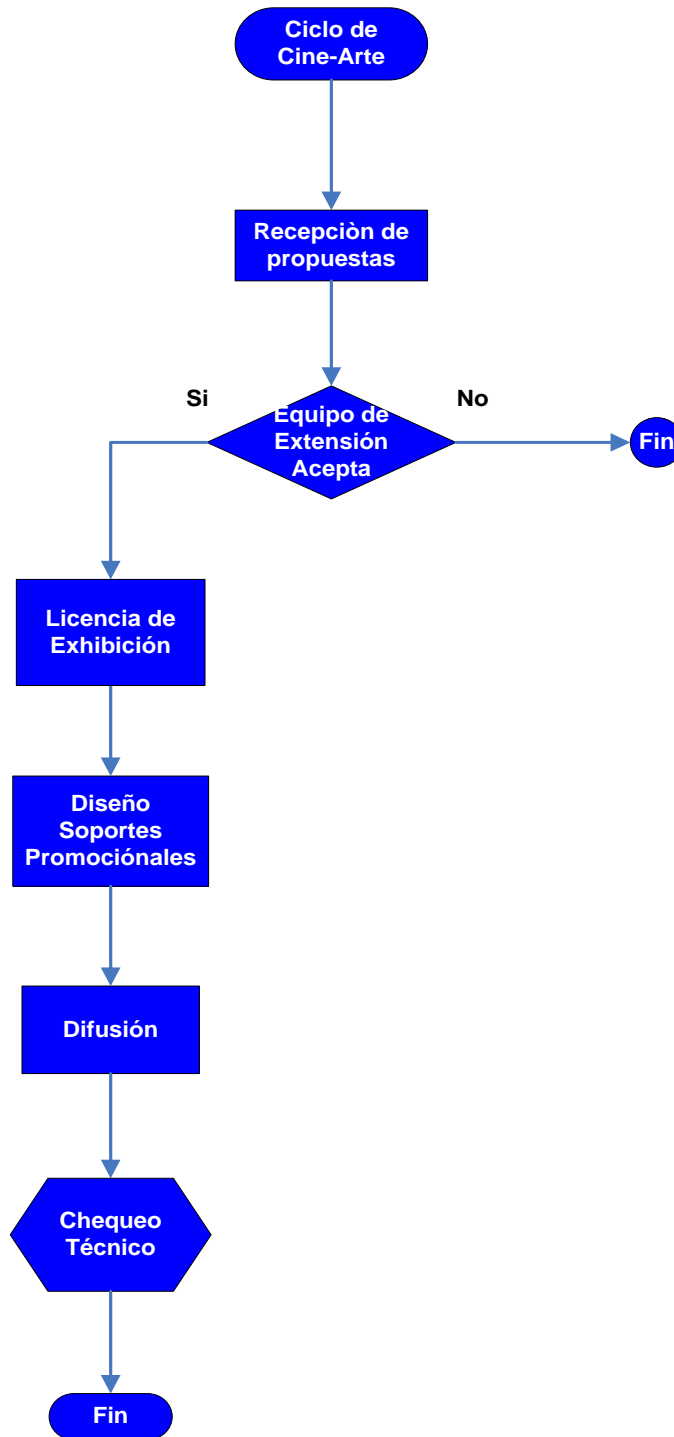 Ciclo de
Cine-Arte
Recepciòn de
propuestas
Si
No
Equipo de
Extensión
Acepta
Fin
Licencia de
Exhibición
Diseño
Soportes
Promociónales
Difusión
Chequeo
Técnico
Fin